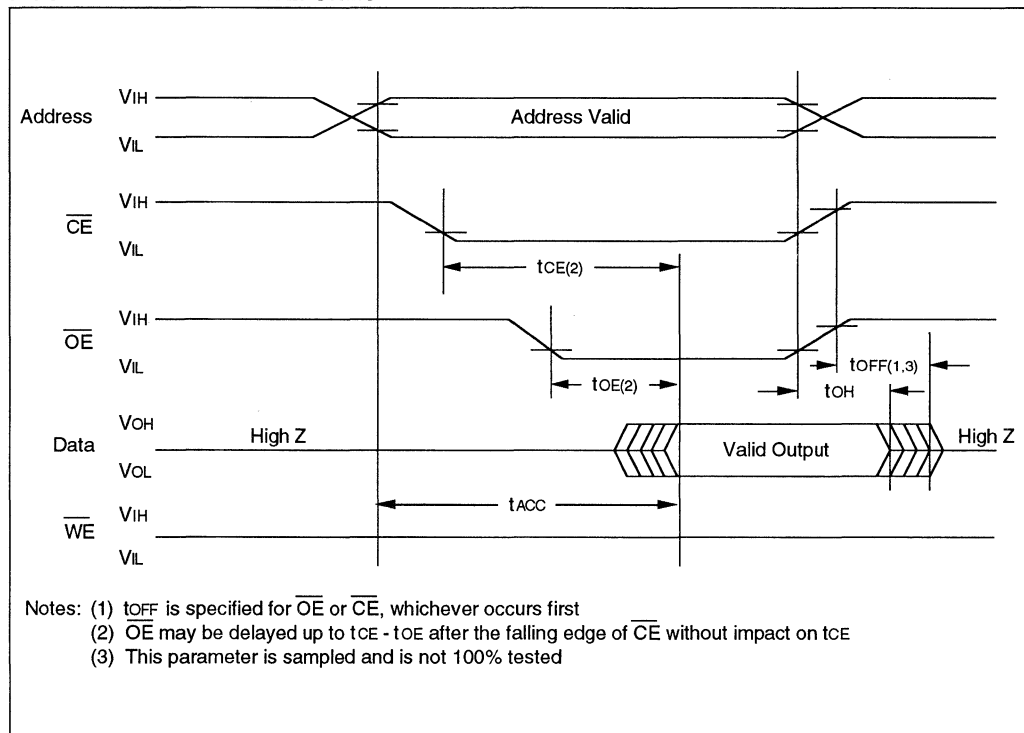 VIH
Address
Address Valid
VIL
VIH
CE
VIL
tCE(2)
VIH
OE
VIL
tOFF(1,3)
tOE(2)
tOH
VOH
High Z
Data
Valid Output
High Z
VOL
tACC
VIH
WE
VIL
Notes: (1) tOFF is specified for OE or CE, whichever occurs first
(2) OE may be delayed up to tCE - tOE after the falling edge of CE without impact on tCE
(3) This parameter is sampled and is not 100% tested